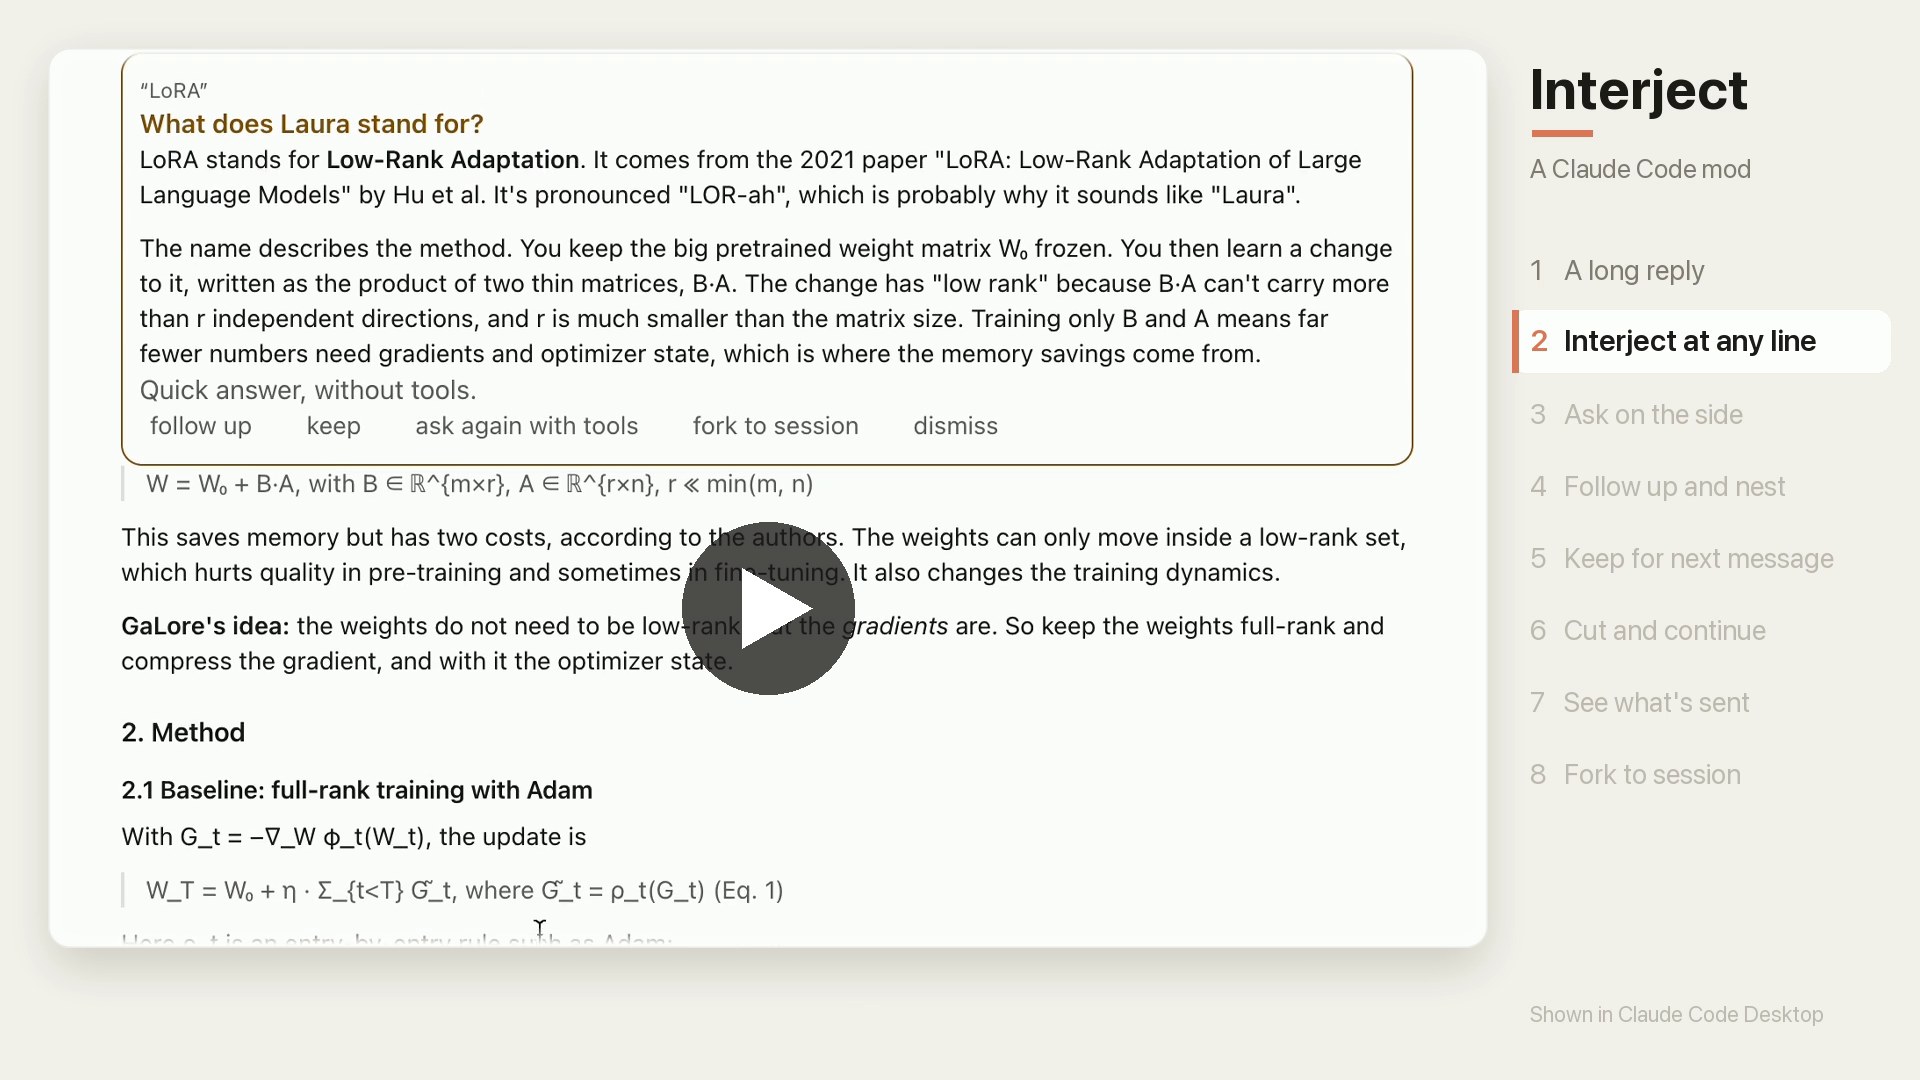 “LoRA”
What does Laura stand for?
LoRA stands for Low-Rank Adaptation. It comes from the 2021 paper "LoRA: Low-Rank Adaptation of Large
Language Models" by Hu et al. It's pronounced "LOR-ah", which is probably why it sounds like "Laura".
The name describes the method. You keep the big pretrained weight matrix W₀ frozen. You then learn a change
to it, written as the product of two thin matrices, B·A. The change has "low rank" because B·A can't carry more
than r independent directions, and r is much smaller than the matrix size. Training only B and A means far
fewer numbers need gradients and optimizer state, which is where the memory savings come from.
Quick answer, without tools.
follow up keep ask again with tools fork to session dismiss
W = W₀ + B·A, with B ∈ ℝ^{m×r}, A ∈ ℝ^{r×n}, r ≪ min(m, n)
This saves memory but has two costs, according to the authors. The weights can only move inside a low-rank set,
which hurts quality in pre-training and sometimes in fine-tuning. It also changes the training dynamics.
GaLore's idea: the weights do not need to be low-rank the gradients are. So keep the weights full-rank and
compress the gradient, and with it the optimizer state.
2. Method
2.1 Baseline: full-rank training with Adam
With G_t = −∇_W φ_t(W_t), the update is
W_T = W₀ + η · Σ_{t<T} G̃_t, where G̃_t = ρ_t(G_t) (Eq. 1)
Interject
A Claude Code mod
1 A long reply
2 Interject at any line
3 Ask on the side
4 Follow up and nest
5 Keep for next message
6 Cut and continue
7 See what's sent
8 Fork to session
Shown in Claude Code Desktop